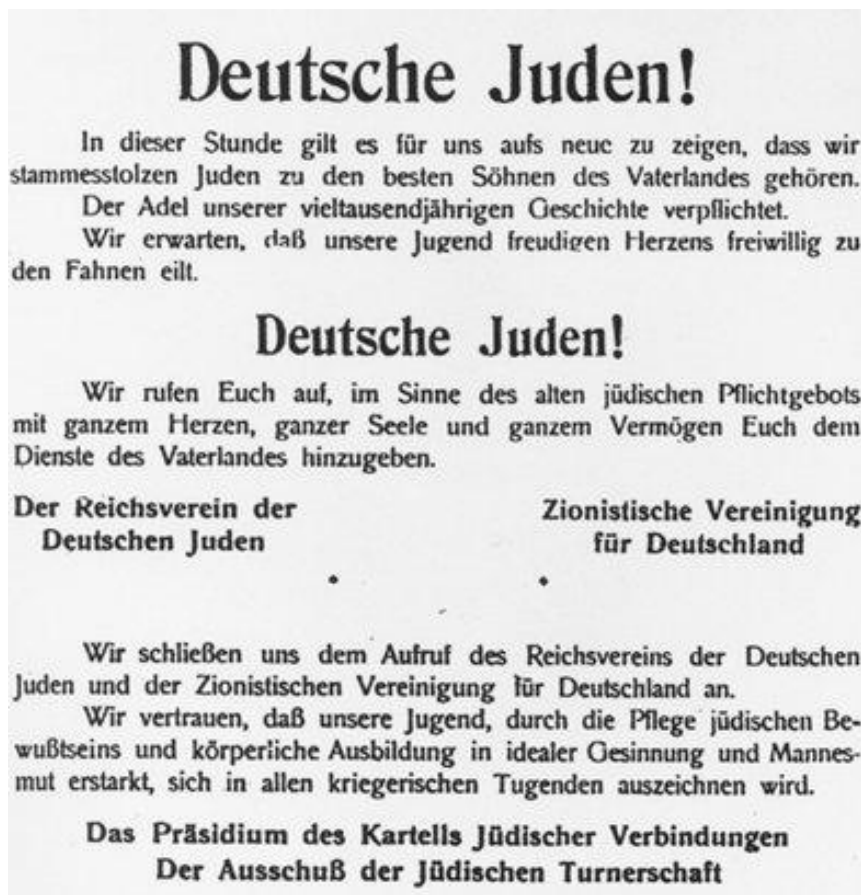 Deutsche Juden!
In dieser Stunde gilt es für uns aufs neue zu zeigen, dass wir
stammesstolzen Juden zu den besten Söhnen des Vaterlandes gehören.
Der Adel unserer vieltausendjährigen Geschichte verpflichtet.
Wir erwarten, daß unsere Jugend freudigen Herzens freiwillig zu
den Fahnen eilt.
Deutsche Juden!
Wir rufen Euch auf, im Sinne des alten jüdischen Pflichtgebots
mit ganzem Herzen, ganzer Seele und ganzem Vermögen Euch dem
Dienste des Vaterlandes hinzugeben.
Der Reichsverein der Deutschen Juden
Zionistische Vereinigung für Deutschland
Wir schließen uns dem Aufruf des Reichsvereins der Deutschen
Juden und der Zionistischen Vereinigung für Deutschland an.
Wir vertrauen, daß unsere Jugend, durch die Pflege jüdischen Be-
wußtseins und körperliche Ausbildung in idealer Gesinnung und Mannes-
mut erstarkt, sich in allen kriegerischen Tugenden auszeichnen wird.
Das Präsidium des Kartells Jüdischer Verbindungen
Der Ausschuß der Jüdischen Turnerschaft